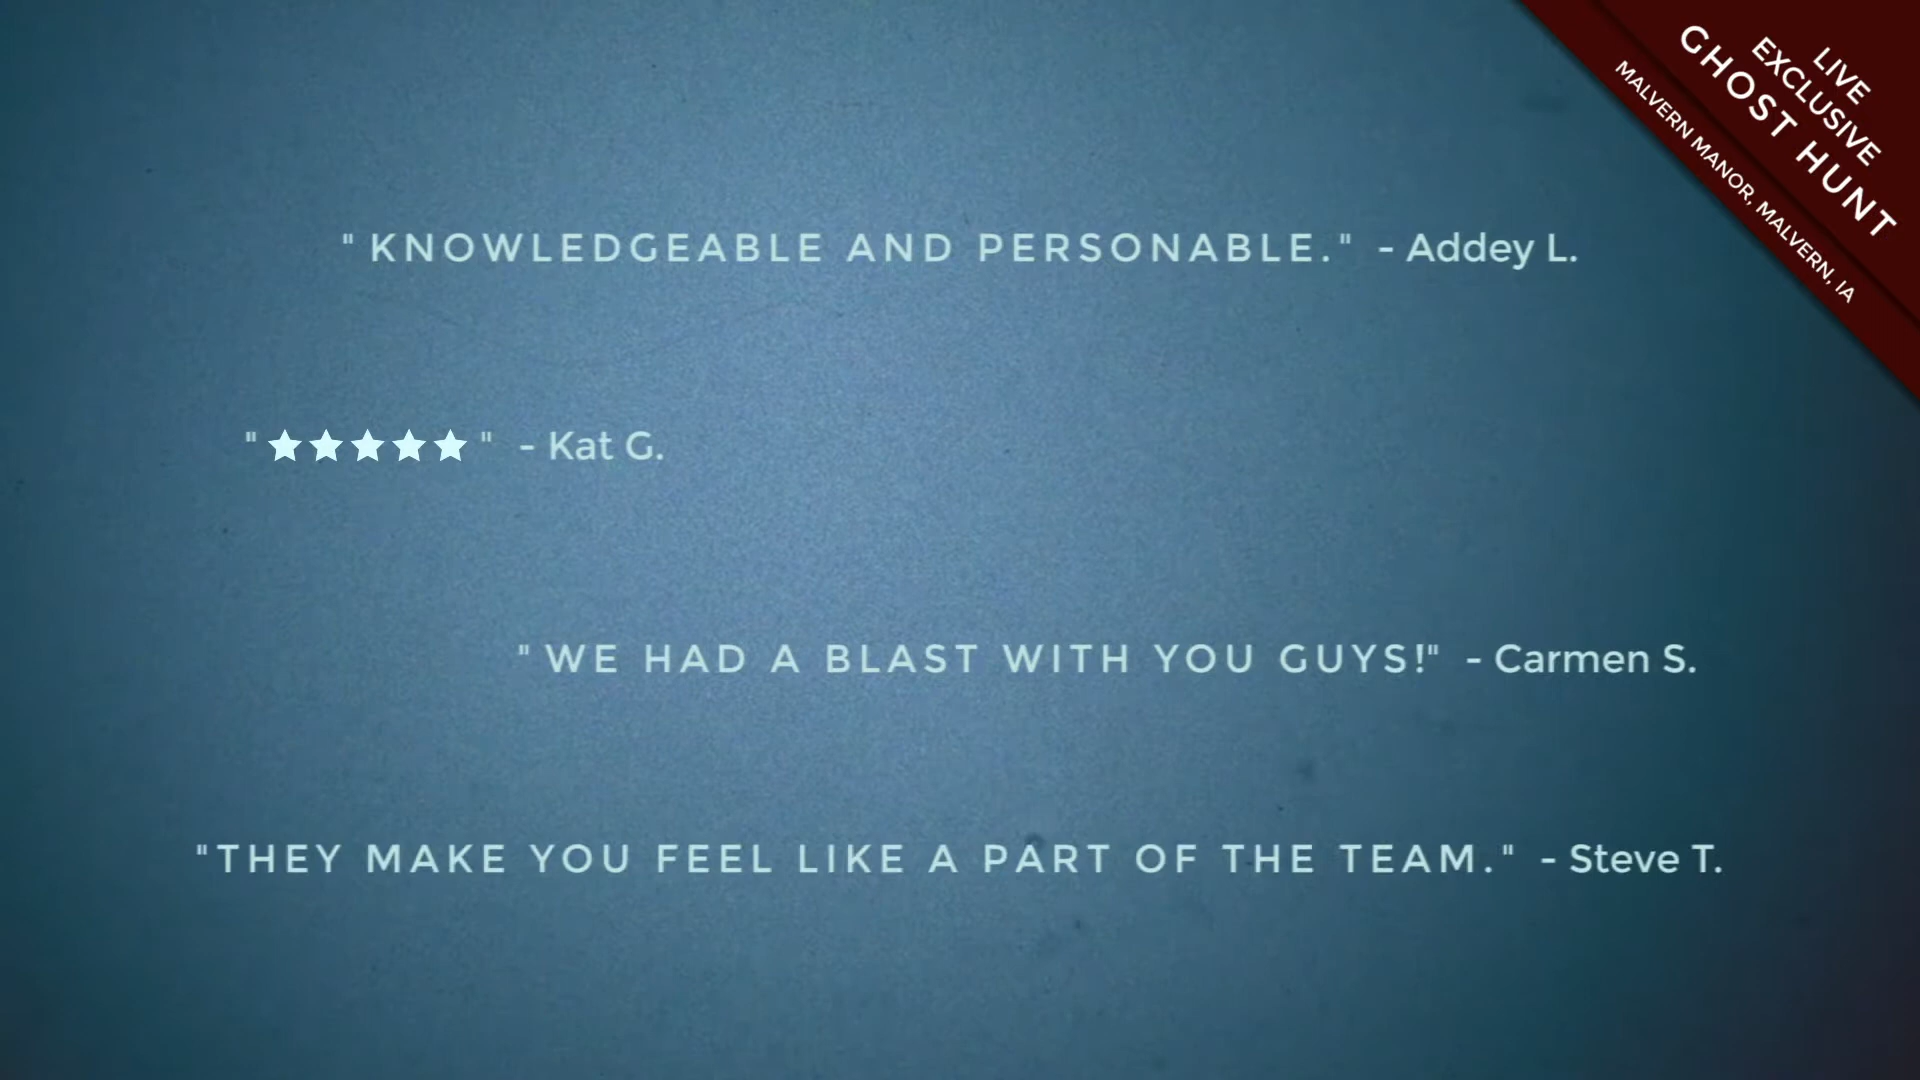 LIVE
EXCLUSIVE
GHOST HUNT
MALVERN MANOR, MALVERN, IA
"KNOWLEDGEABLE AND PERSONABLE." - Addey L.
"★★★★★" - Kat G.
"WE HAD A BLAST WITH YOU GUYS!" - Carmen S.
"THEY MAKE YOU FEEL LIKE A PART OF THE TEAM." - Steve T.